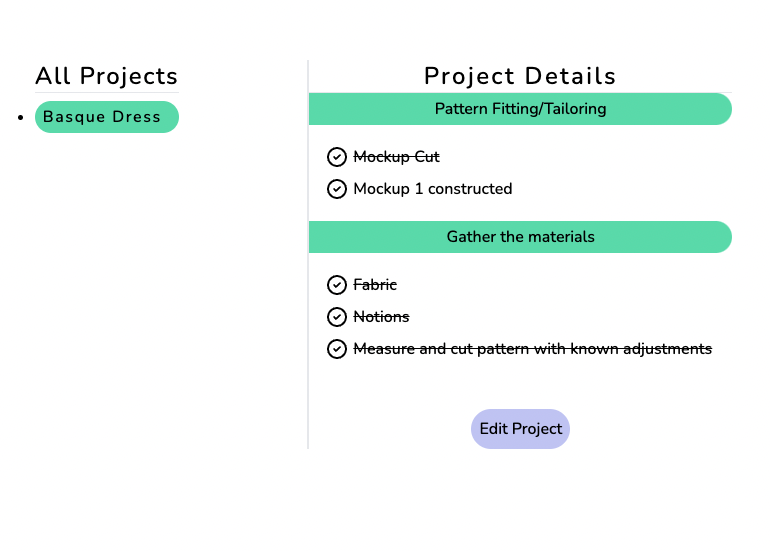 All Projects
Basque Dress
Project Details
Pattern Fitting/Tailoring
Mockup Cut
Mockup 1 constructed
Gather the materials
Fabric
Notions
Measure and cut pattern with known adjustments
Edit Project